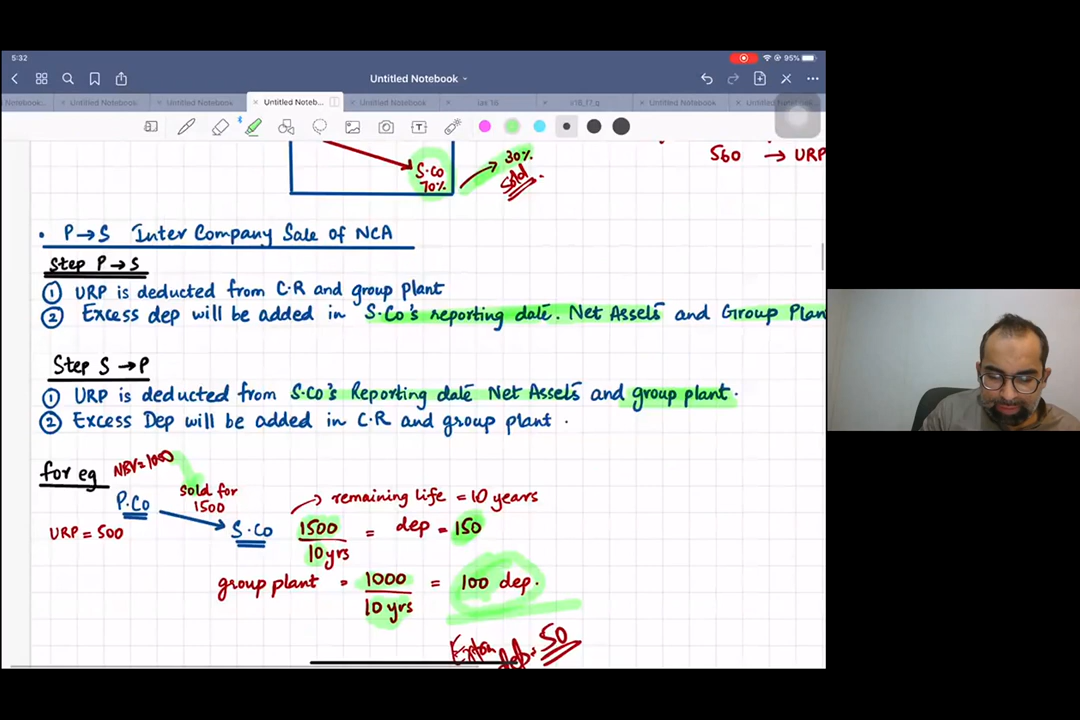 5:32
95%
Untitled Notebook
Notebook
Untitled Notebook
Untitled Notebook
Untitled Noteb...
Untitled Notebook
ias 16
Untitled Notebook
S.Co
70%
30%
Sold
560 → URP
• P→S Inter Company Sale of NCA
Step P→S
① URP is deducted from C.R and group plant
② Excess dep will be added in S.Co's reporting date. Net Assets and Group Plan
Step S→P
① URP is deducted from S.Co's Reporting date Net Assets and group plant.
② Excess Dep will be added in C.R and group plant.
for eg
NBV=1000
P.Co
sold for
1500
URP = 500
S.Co
→ remaining life = 10 years
1500
10 yrs
= dep = 150
group plant = 1000
10 yrs
= 100 dep.
dep = 50